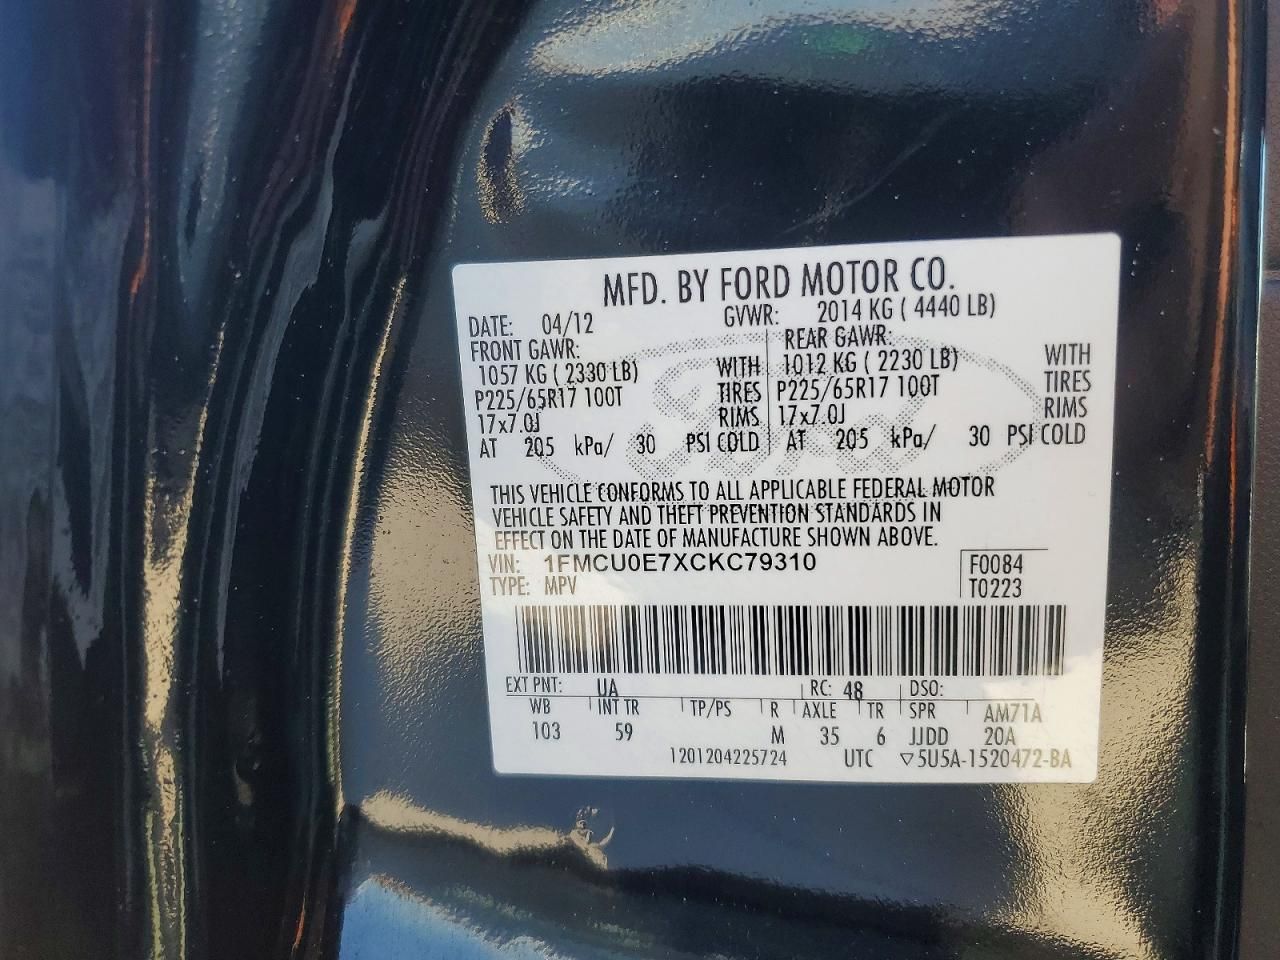 MFD. BY FORD MOTOR CO.
DATE: 04/12 GVWR: 2014 KG ( 4440 LB)
FRONT GAWR: REAR GAWR:
1057 KG ( 2330 LB) WITH 1012 KG ( 2230 LB) WITH
P225/65R17 100T TIRES P225/65R17 100T TIRES
17x7.0J RIMS 17x7.0J RIMS
AT 205 kPa/ 30 PSI COLD AT 205 kPa/ 30 PSI COLD
THIS VEHICLE CONFORMS TO ALL APPLICABLE FEDERAL MOTOR
VEHICLE SAFETY AND THEFT PREVENTION STANDARDS IN
EFFECT ON THE DATE OF MANUFACTURE SHOWN ABOVE.
VIN: 1FMCU0E7XCKC79310 F0084
TYPE: MPV T0223
EXT PNT: UA RC: 48 DSO:
WB INT TR TP/PS R AXLE TR SPR AM71A
103 59 M 35 6 JJDD 20A
1201204225724 UTC ▽5U5A-1520472-BA